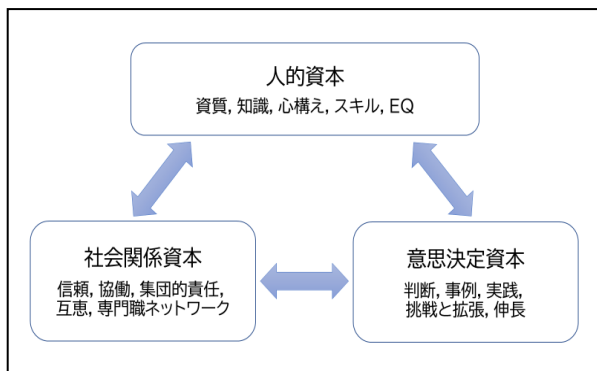 人的資本
資質, 知識, 心構え, スキル, EQ
社会関係資本
信頼, 協働, 集団的責任,
互恵, 専門職ネットワーク
意思決定資本
判断, 事例, 実践,
挑戦と拡張, 伸長